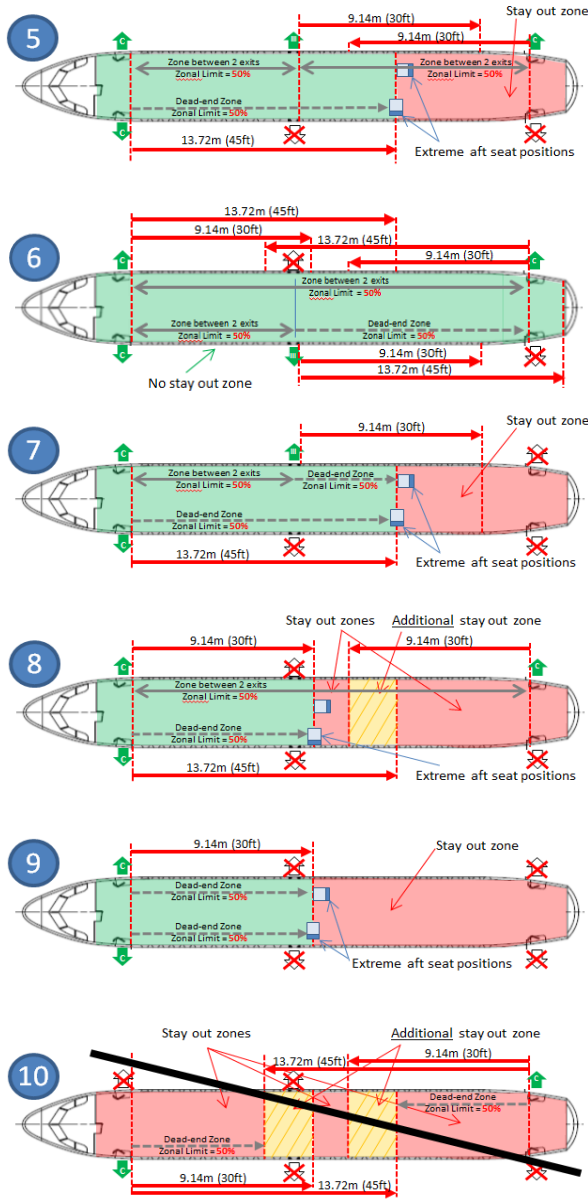 Stay out zone
5
9.14m (30ft)
9.14m (30ft)
C
III
C
Zone between 2 exits
Zonal Limit = 50%
Zone between 2 exits
Zonal Limit = 50%
Dead-end Zone
Zonal Limit = 50%
C
13.72m (45ft)
Extreme aft seat positions
6
13.72m (45ft)
9.14m (30ft)
13.72m (45ft)
9.14m (30ft)
C
C
Zone between 2 exits
Zonal Limit = 50%
Zone between 2 exits
Zonal Limit = 50%
Dead-end Zone
Zonal Limit = 50%
C
III
9.14m (30ft)
13.72m (45ft)
No stay out zone
7
Stay out zone
9.14m (30ft)
C
III
Zone between 2 exits
Zonal Limit = 50%
Dead-end Zone
Zonal Limit = 50%
Dead-end Zone
Zonal Limit = 50%
C
13.72m (45ft)
Extreme aft seat positions
8
Stay out zones
Additional stay out zone
9.14m (30ft)
9.14m (30ft)
C
C
Zone between 2 exits
Zonal Limit = 50%
Dead-end Zone
Zonal Limit = 50%
C
13.72m (45ft)
Extreme aft seat positions
9
9.14m (30ft)
Stay out zone
C
Dead-end Zone
Zonal Limit = 50%
Dead-end Zone
Zonal Limit = 50%
C
Extreme aft seat positions
10
Stay out zones
Additional stay out zone
13.72m (45ft)
9.14m (30ft)
C
Dead-end Zone
Zonal Limit = 50%
Dead-end Zone
Zonal Limit = 50%
C
9.14m (30ft)
13.72m (45ft)